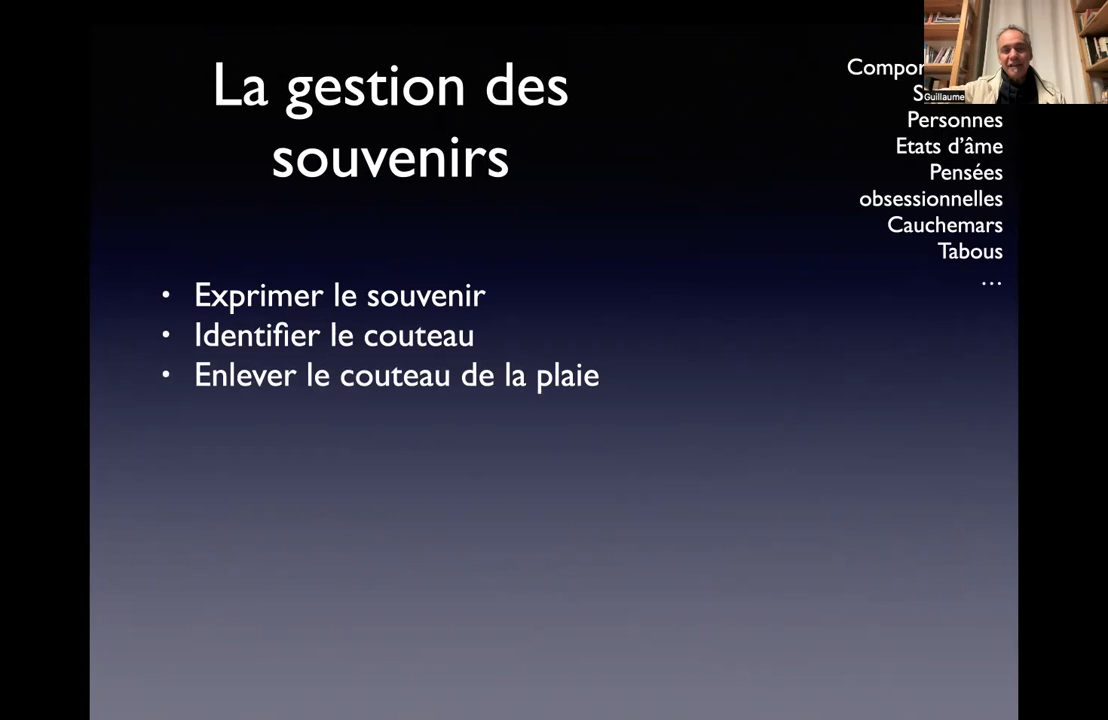 La gestion des
souvenirs
• Exprimer le souvenir
• Identifier le couteau
• Enlever le couteau de la plaie
Guillaume
Personnes
Etats d’âme
Pensées
obsessionnelles
Cauchemars
Tabous
...